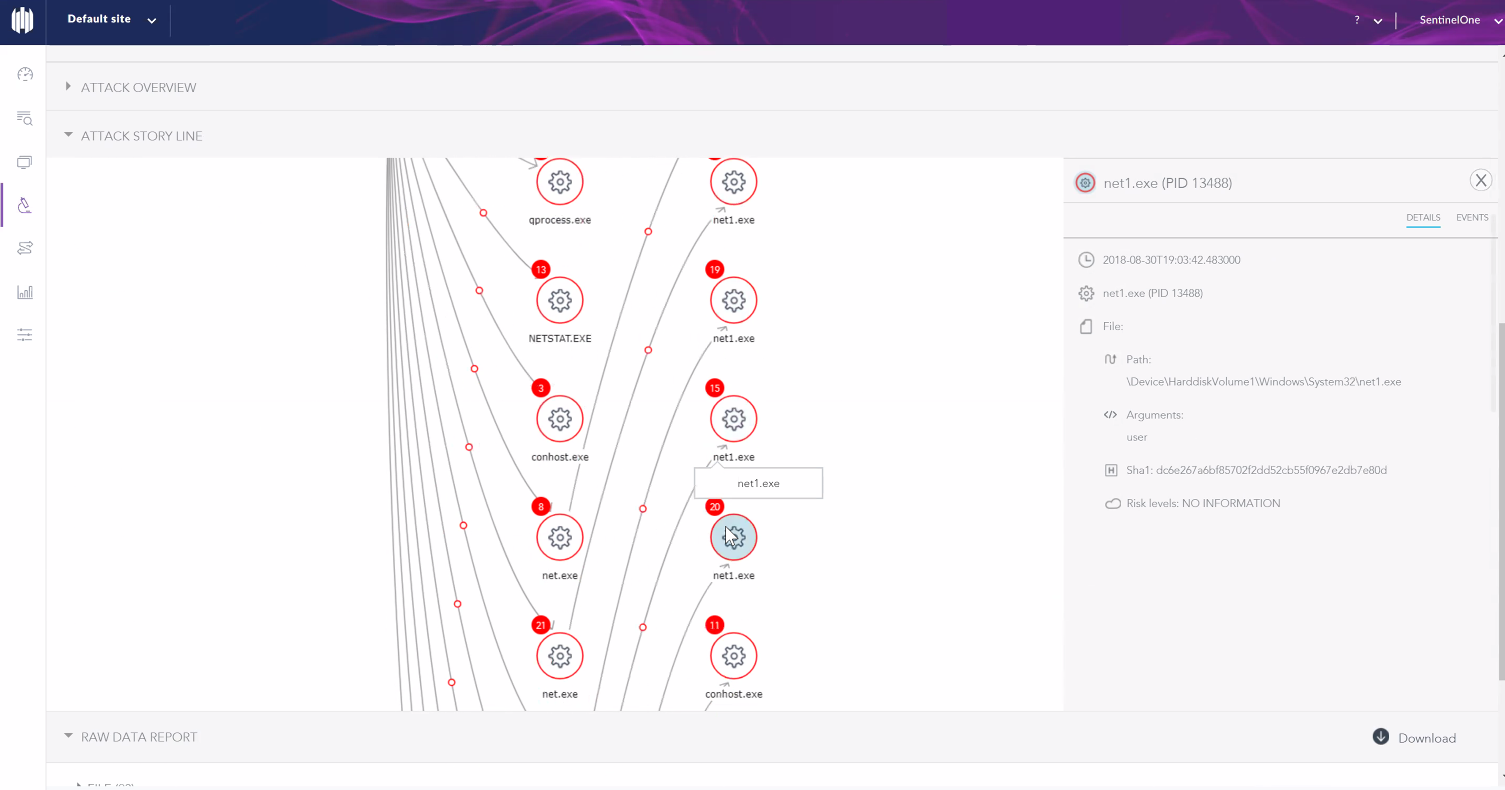 Default site
?
SentinelOne
ATTACK OVERVIEW
ATTACK STORY LINE
qprocess.exe
net1.exe
13
NETSTAT.EXE
19
net1.exe
3
conhost.exe
15
net1.exe
net1.exe
8
net.exe
20
net1.exe
21
net.exe
11
conhost.exe
net1.exe (PID 13488)
DETAILS EVENTS
2018-08-30T19:03:42.483000
net1.exe (PID 13488)
File:
Path:
\Device\HarddiskVolume1\Windows\System32\net1.exe
</> Arguments:
user
H Sha1: dc6e267a6bf85702f2dd52cb55f0967e2db7e80d
Risk levels: NO INFORMATION
RAW DATA REPORT
Download